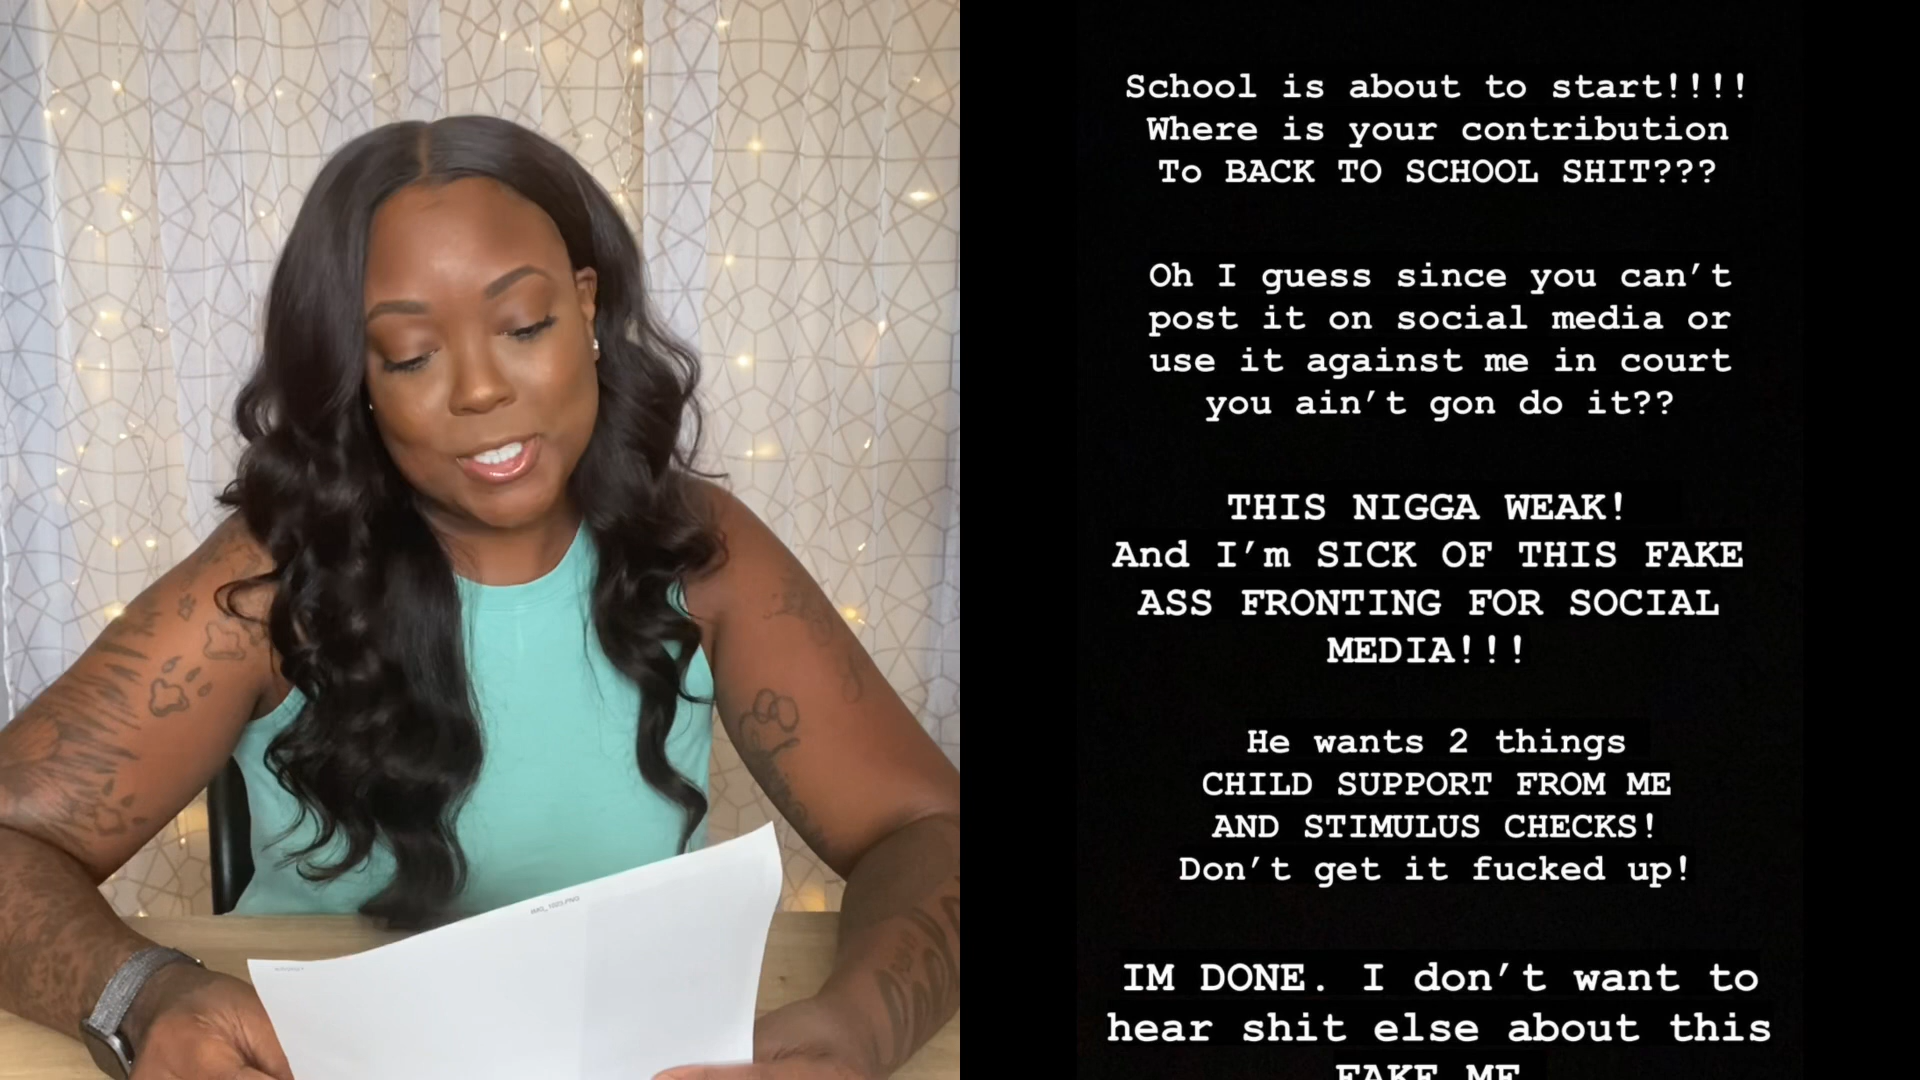 School is about to start!!!!
Where is your contribution
To BACK TO SCHOOL SHIT???
Oh I guess since you can’t
post it on social media or
use it against me in court
you ain’t gon do it??
THIS NIGGA WEAK!
And I’m SICK OF THIS FAKE
ASS FRONTING FOR SOCIAL
MEDIA!!!
He wants 2 things
CHILD SUPPORT FROM ME
AND STIMULUS CHECKS!
Don’t get it fucked up!
IM DONE. I don’t want to
hear shit else about this
FAKE ME